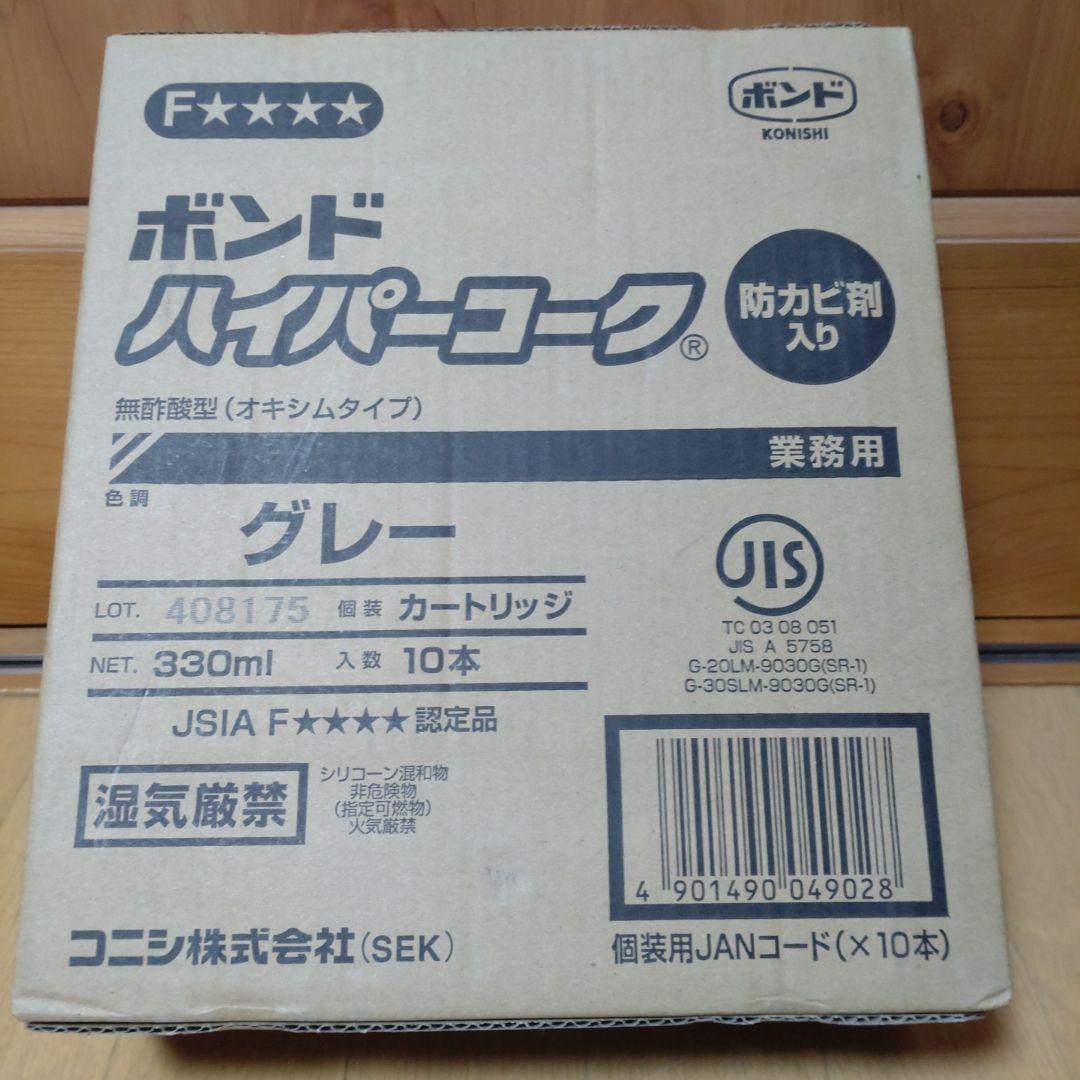 F★★★★
ボンド
KONISHI
ボンド
ハイパーコーク®
防カビ剤
入り
無酢酸型(オキシムタイプ)
業務用
色調
グレー
LOT. 408175 個装 カートリッジ
NET. 330ml 入数 10本
JSIA F★★★★認定品
JIS
TC 03 08 051
JIS A 5758
G-20LM-9030G(SR-1)
G-30SLM-9030G(SR-1)
湿気厳禁
シリコーン混和物
非危険物
(指定可燃物)
火気厳禁
4 901490 049028
コニシ株式会社(SEK)
個装用JANコード(×10本)